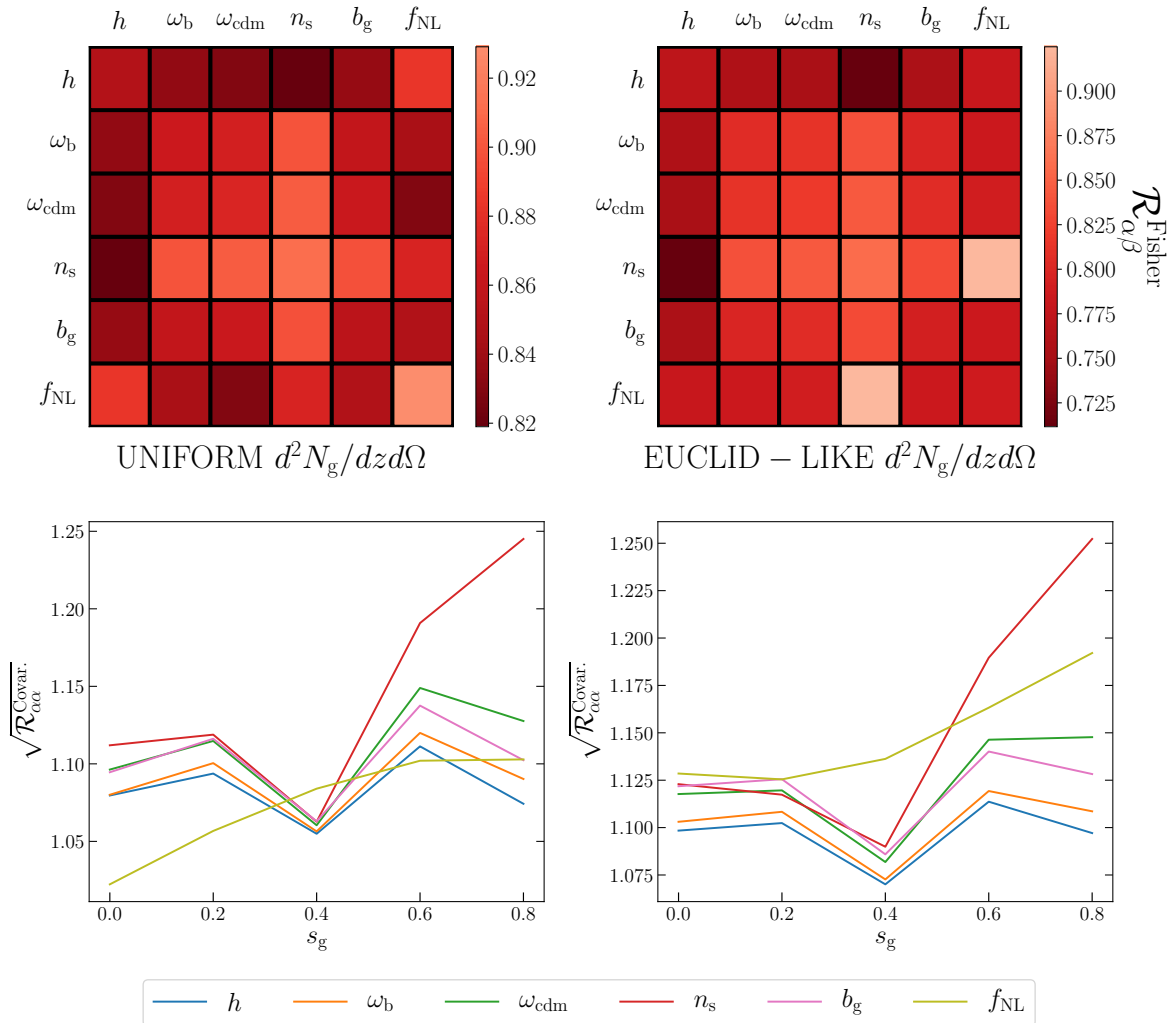 h ω_b ω_cdm n_s b_g f_NL
h
ω_b
ω_cdm
n_s
b_g
f_NL
0.92
0.90
0.88
0.86
0.84
0.82
UNIFORM d²N_g/dzdΩ
h ω_b ω_cdm n_s b_g f_NL
h
ω_b
ω_cdm
n_s
b_g
f_NL
0.900
0.875
0.850
0.825
0.800
0.775
0.750
0.725
ℛ_αβ^Fisher
EUCLID − LIKE d²N_g/dzdΩ
√ℛ_αα^Covar.
1.25
1.20
1.15
1.10
1.05
0.0 0.2 0.4 0.6 0.8
s_g
√ℛ_αα^Covar.
1.250
1.225
1.200
1.175
1.150
1.125
1.100
1.075
0.0 0.2 0.4 0.6 0.8
s_g
h ω_b ω_cdm n_s b_g f_NL